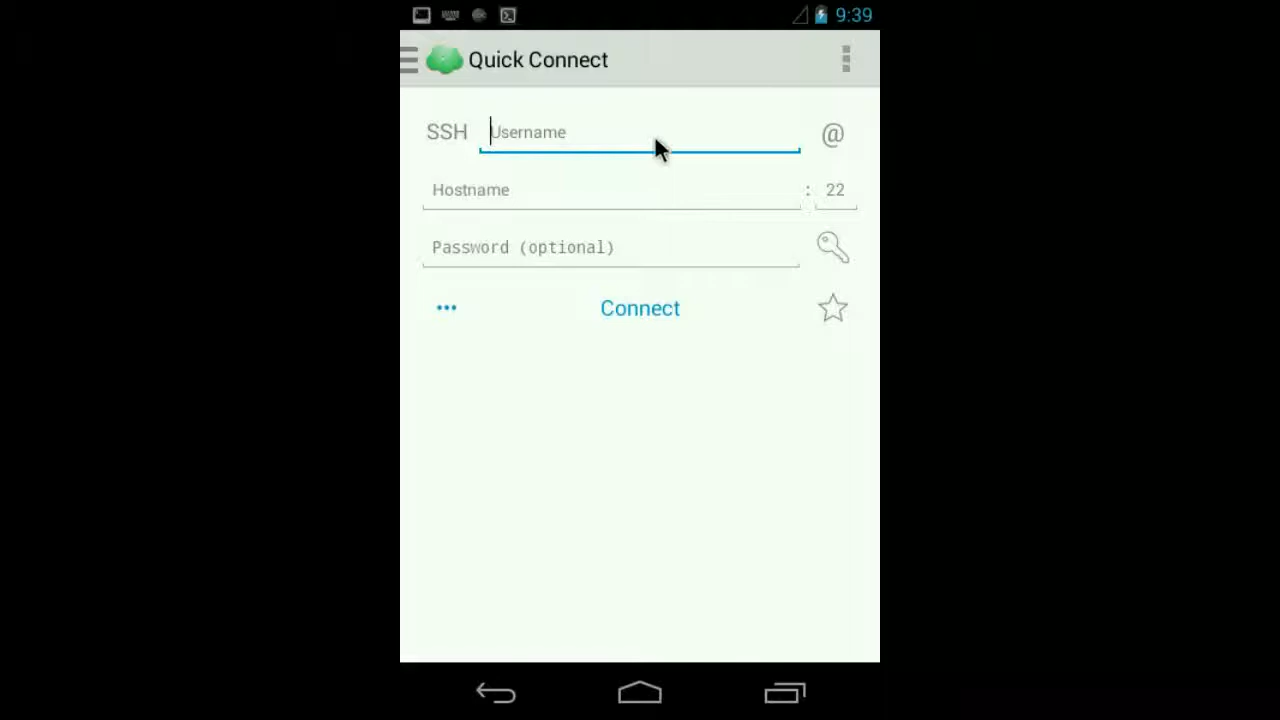 9:39
Quick Connect
SSH Username @
Hostname : 22
Password (optional)
••• Connect